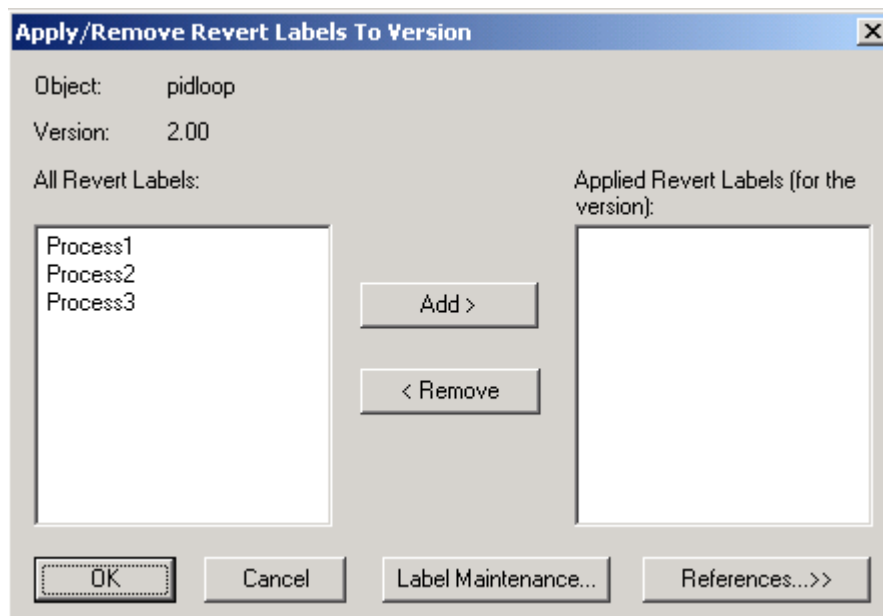 Apply/Remove Revert Labels To Version
Object: pidloop
Version: 2.00
All Revert Labels:
Applied Revert Labels (for the
version):
Process1
Process2
Process3
Add >
< Remove
OK Cancel Label Maintenance... References...>>